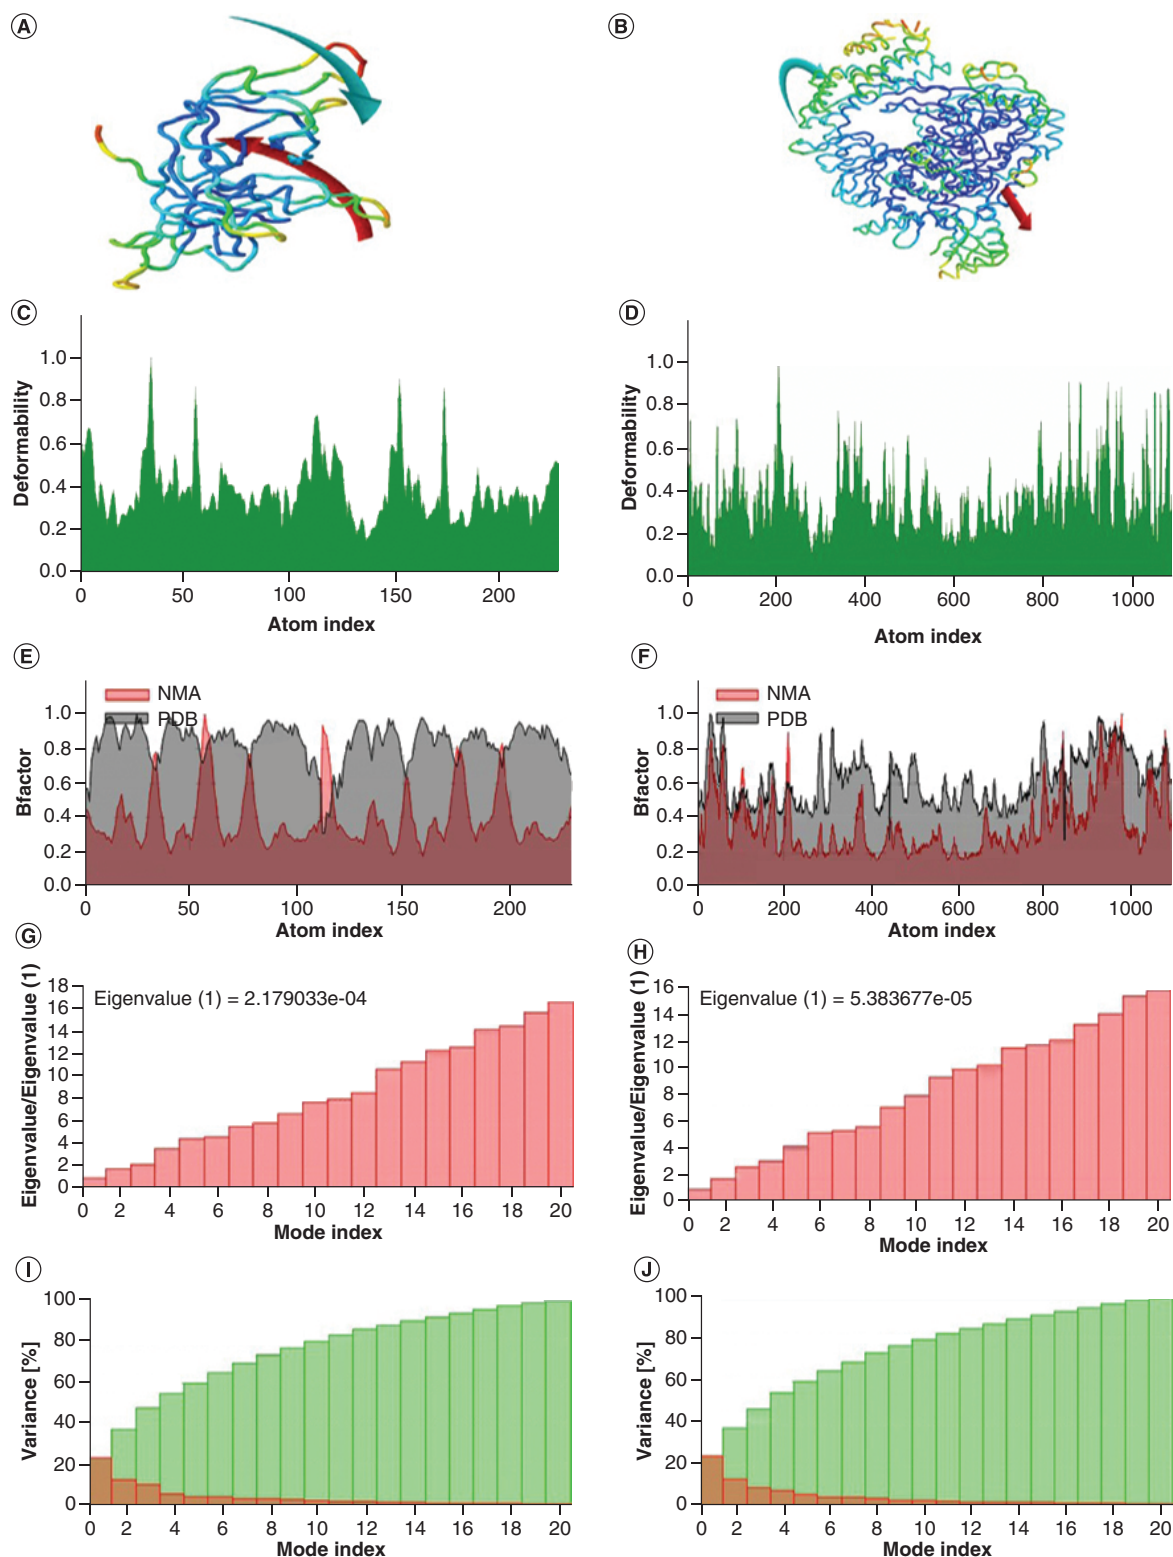 A
B
C
D
Deformability
1.0
0.8
0.6
0.4
0.2
0.0
0 50 100 150 200
Atom index
Deformability
1.0
0.8
0.6
0.4
0.2
0.0
0 200 400 600 800 1000
Atom index
E
F
NMA
PDB
Bfactor
1.0
0.8
0.6
0.4
0.2
0.0
0 50 100 150 200
Atom index
NMA
PDB
Bfactor
1.0
0.8
0.6
0.4
0.2
0.0
0 200 400 600 800 1000
Atom index
G
H
Eigenvalue (1) = 2.179033e-04
Eigenvalue/Eigenvalue (1)
18
16
14
12
10
8
6
4
2
0
0 2 4 6 8 10 12 14 16 18 20
Mode index
Eigenvalue (1) = 5.383677e-05
Eigenvalue/Eigenvalue (1)
16
14
12
10
8
6
4
2
0
0 2 4 6 8 10 12 14 16 18 20
Mode index
I
J
Variance [%]
100
80
60
40
20
0
0 2 4 6 8 10 12 14 16 18 20
Mode index
Variance [%]
100
80
60
40
20
0
0 2 4 6 8 10 12 14 16 18 20
Mode index